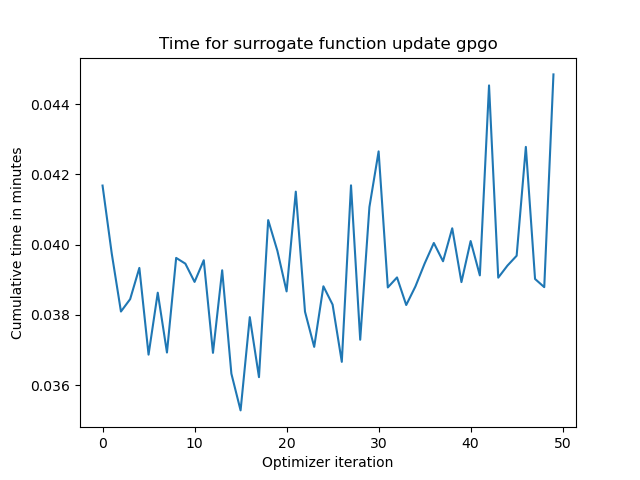 Time for surrogate function update gpgo
Cumulative time in minutes
0.044
0.042
0.040
0.038
0.036
0 10 20 30 40 50
Optimizer iteration